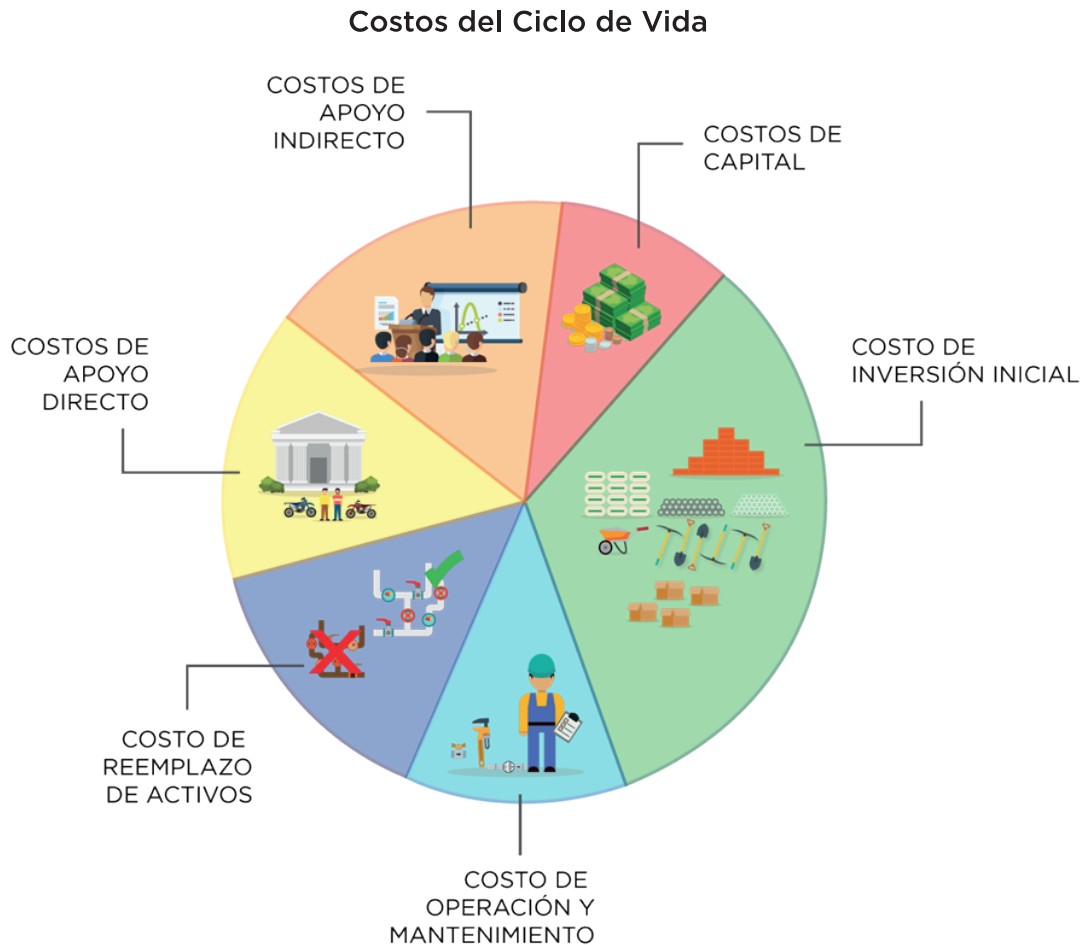 Costos del Ciclo de Vida
COSTOS DE
APOYO
INDIRECTO
COSTOS DE
CAPITAL
COSTOS DE
APOYO
DIRECTO
COSTO DE
INVERSIÓN INICIAL
COSTO DE
REEMPLAZO
DE ACTIVOS
COSTO DE
OPERACIÓN Y
MANTENIMIENTO